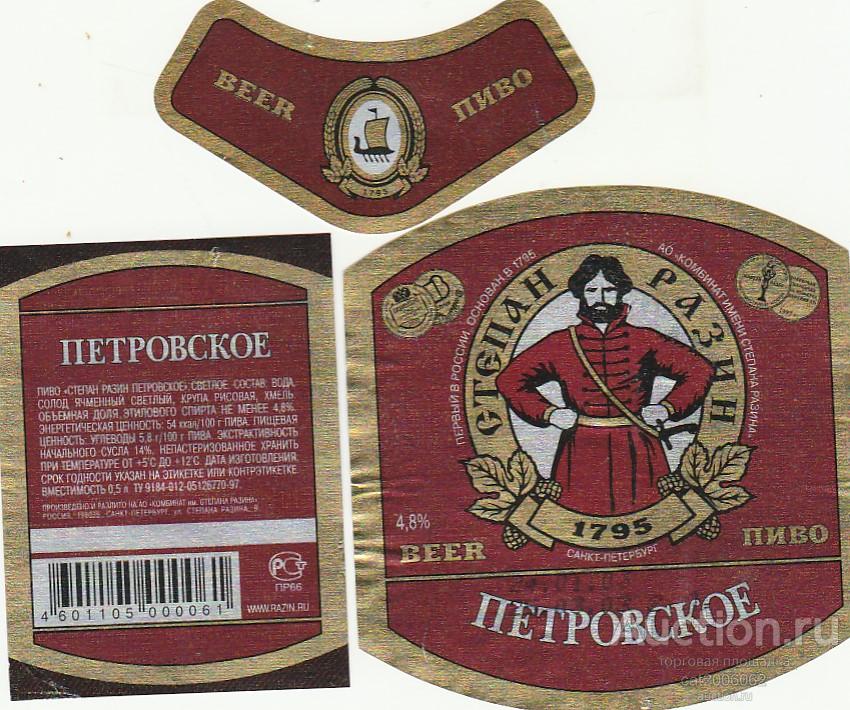 BEER
ПИВО
1795
ПЕТРОВСКОЕ
ПИВО «СТЕПАН РАЗИН ПЕТРОВСКОЕ» СВЕТЛОЕ. СОСТАВ: ВОДА,
СОЛОД ЯЧМЕННЫЙ СВЕТЛЫЙ, КРУПА РИСОВАЯ, ХМЕЛЬ.
ОБЪЕМНАЯ ДОЛЯ ЭТИЛОВОГО СПИРТА НЕ МЕНЕЕ 4,8%.
ЭНЕРГЕТИЧЕСКАЯ ЦЕННОСТЬ: 54 ккал/100 г ПИВА. ПИЩЕВАЯ
ЦЕННОСТЬ: УГЛЕВОДЫ 5,8 г/100 г ПИВА. ЭКСТРАКТИВНОСТЬ
НАЧАЛЬНОГО СУСЛА 14%. НЕПАСТЕРИЗОВАННОЕ. ХРАНИТЬ
ПРИ ТЕМПЕРАТУРЕ ОТ +5°С ДО +12°С. ДАТА ИЗГОТОВЛЕНИЯ,
СРОК ГОДНОСТИ УКАЗАН НА ЭТИКЕТКЕ ИЛИ КОНТРЭТИКЕТКЕ.
ВМЕСТИМОСТЬ 0,5 л ТУ 9184-012-05126770-97.
ПРОИЗВЕДЕНО И РАЗЛИТО НА АО «КОМБИНАТ им. СТЕПАНА РАЗИНА»
РОССИЯ, САНКТ-ПЕТЕРБУРГ, ул. СТЕПАНА РАЗИНА, 9
4 601105 000061
РСТ
ПР66
WWW.RAZIN.RU
ПЕРВЫЙ В РОССИИ. ОСНОВАН В 1795
АО «КОМБИНАТ ИМЕНИ СТЕПАНА РАЗИНА»
СТЕПАН РАЗИН
1795
САНКТ-ПЕТЕРБУРГ
4,8%
BEER
ПИВО
ПЕТРОВСКОЕ
auction.ru
торговая площадка
cat2006062
auction.ru